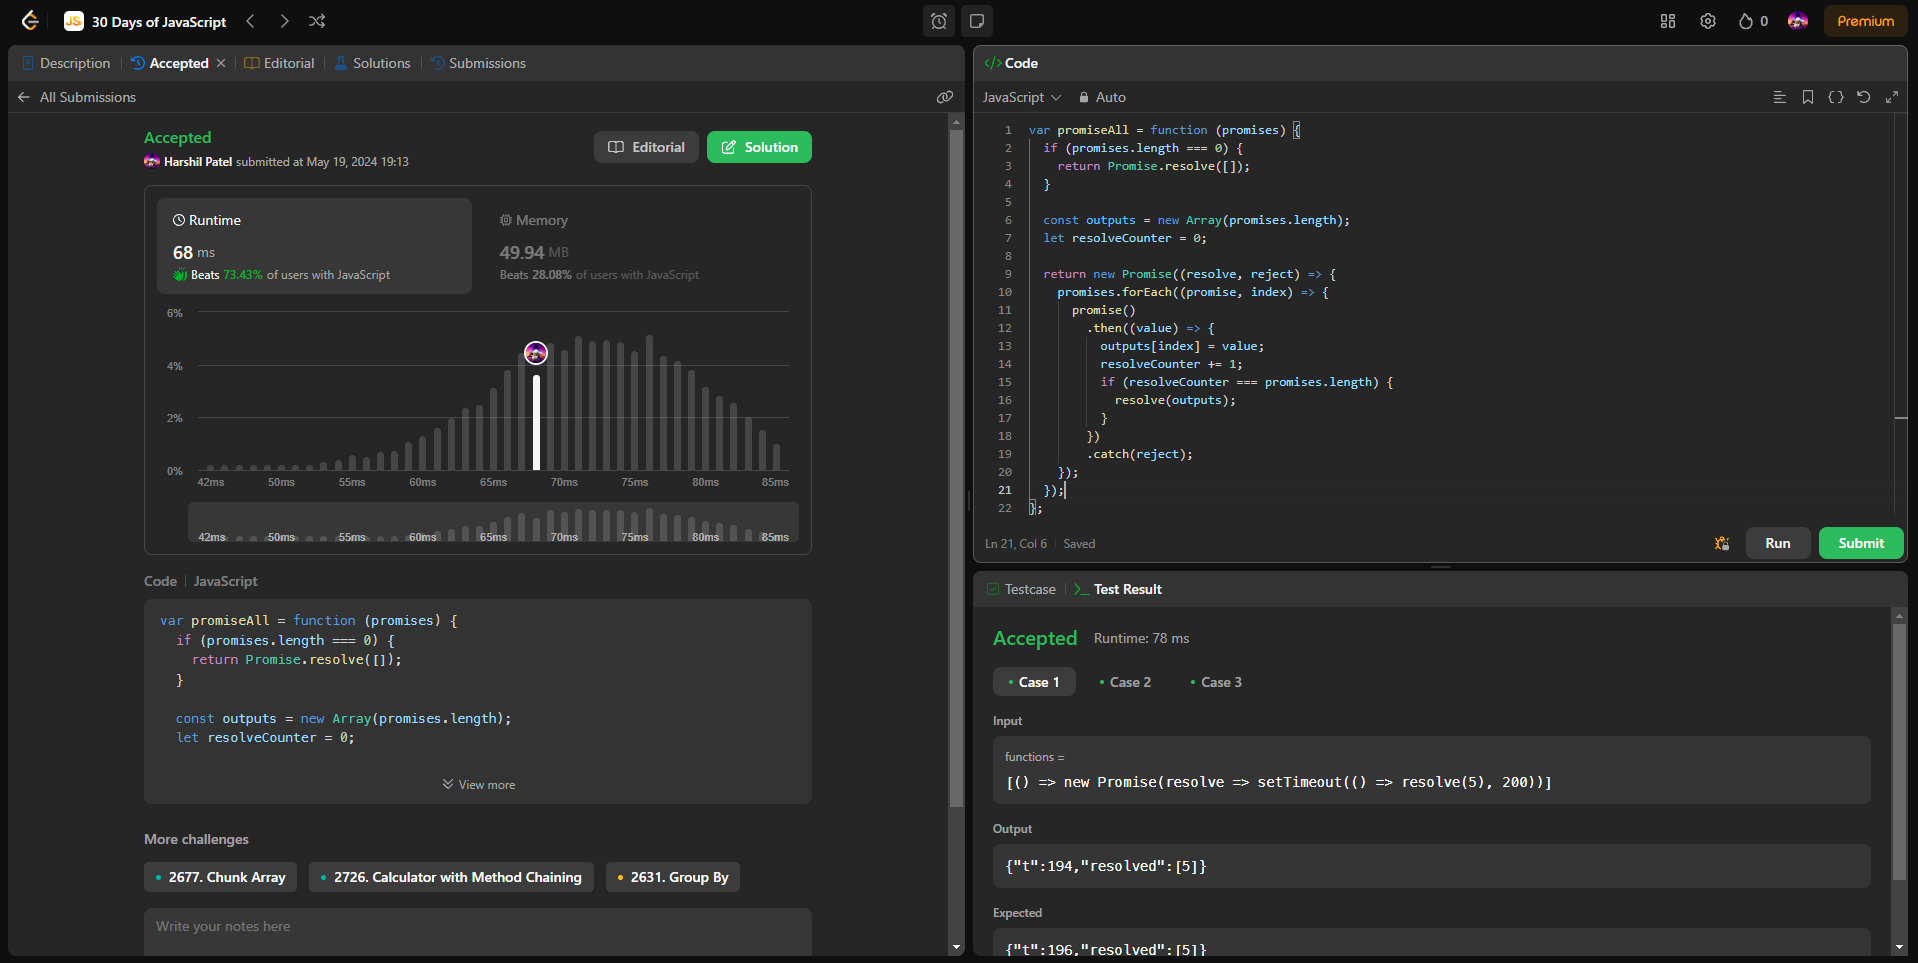 30 Days of JavaScript
0
Premium
Description
Accepted
Editorial
Solutions
Submissions
All Submissions
Accepted
Harshil Patel submitted at May 19, 2024 19:13
Editorial
Solution
Runtime
68 ms
Beats 73.43% of users with JavaScript
Memory
49.94 MB
Beats 28.08% of users with JavaScript
6%
4%
2%
0%
42ms 50ms 55ms 60ms 65ms 70ms 75ms 80ms 85ms
42ms 50ms 55ms 60ms 65ms 70ms 75ms 80ms 85ms
Code | JavaScript
var promiseAll = function (promises) {
  if (promises.length === 0) {
    return Promise.resolve([]);
  }
  const outputs = new Array(promises.length);
  let resolveCounter = 0;
View more
More challenges
2677. Chunk Array
2726. Calculator with Method Chaining
2631. Group By
Write your notes here
</> Code
JavaScript
Auto
1 var promiseAll = function (promises) {
2   if (promises.length === 0) {
3     return Promise.resolve([]);
4   }
5
6   const outputs = new Array(promises.length);
7   let resolveCounter = 0;
8
9   return new Promise((resolve, reject) => {
10     promises.forEach((promise, index) => {
11       promise()
12         .then((value) => {
13           outputs[index] = value;
14           resolveCounter += 1;
15           if (resolveCounter === promises.length) {
16             resolve(outputs);
17           }
18         })
19         .catch(reject);
20     });
21   });
22 };
Ln 21, Col 6 | Saved
Run
Submit
Testcase
Test Result
Accepted
Runtime: 78 ms
Case 1
Case 2
Case 3
Input
functions =
[() => new Promise(resolve => setTimeout(() => resolve(5), 200))]
Output
{"t":194,"resolved":[5]}
Expected
{"t":196,"resolved":[5]}